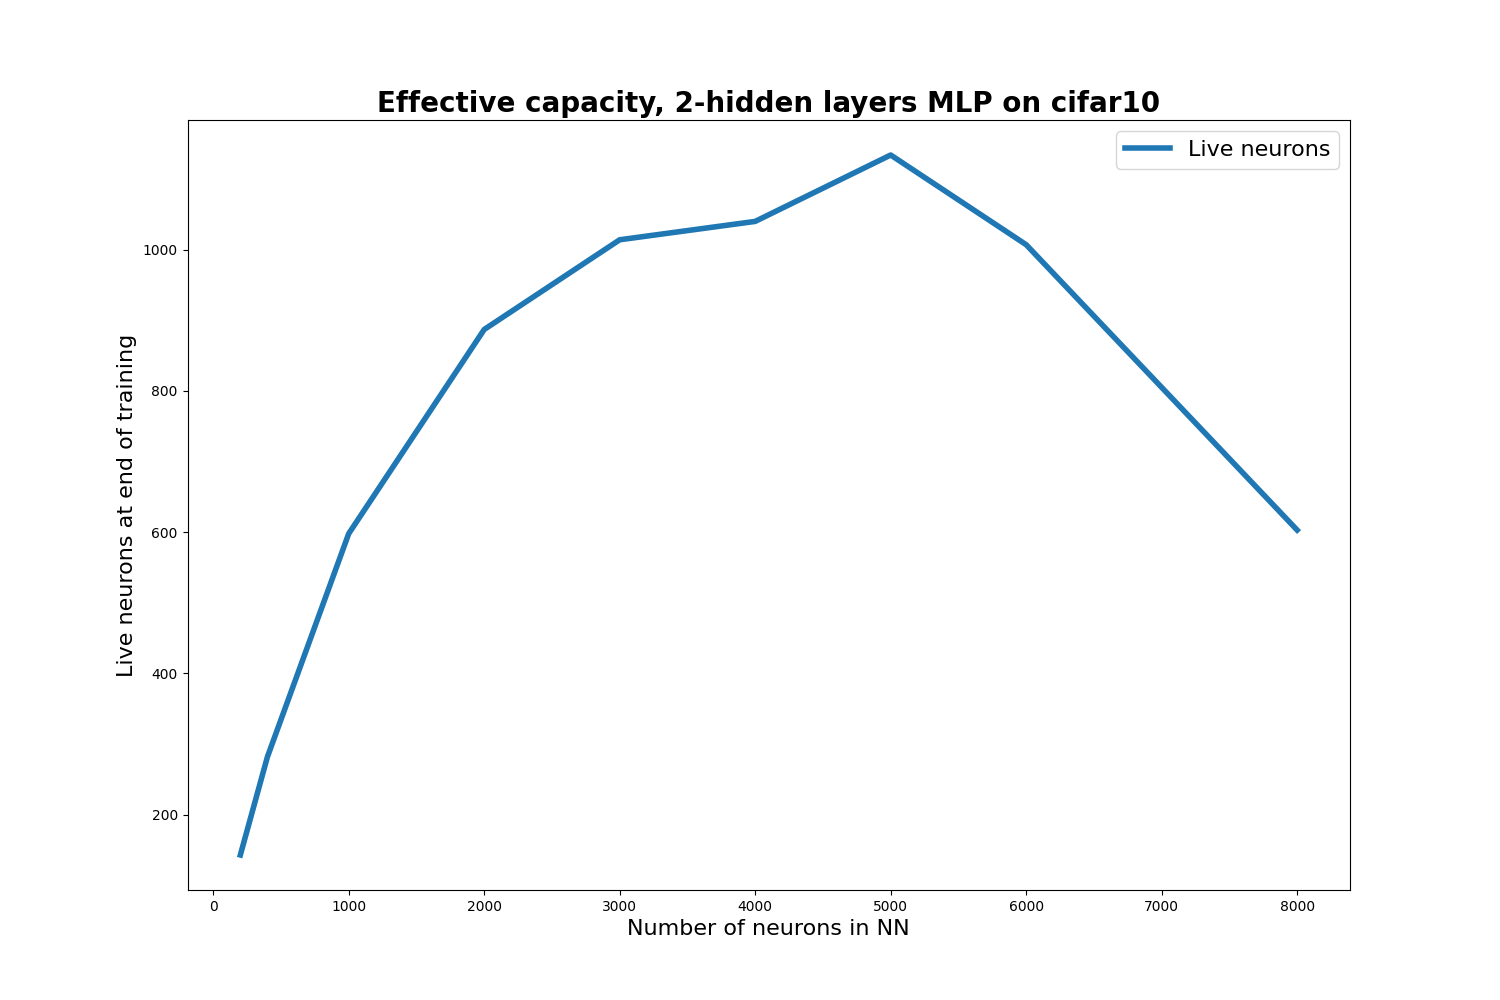 Effective capacity, 2-hidden layers MLP on cifar10
Live neurons
1000
800
600
400
200
Live neurons at end of training
0 1000 2000 3000 4000 5000 6000 7000 8000
Number of neurons in NN